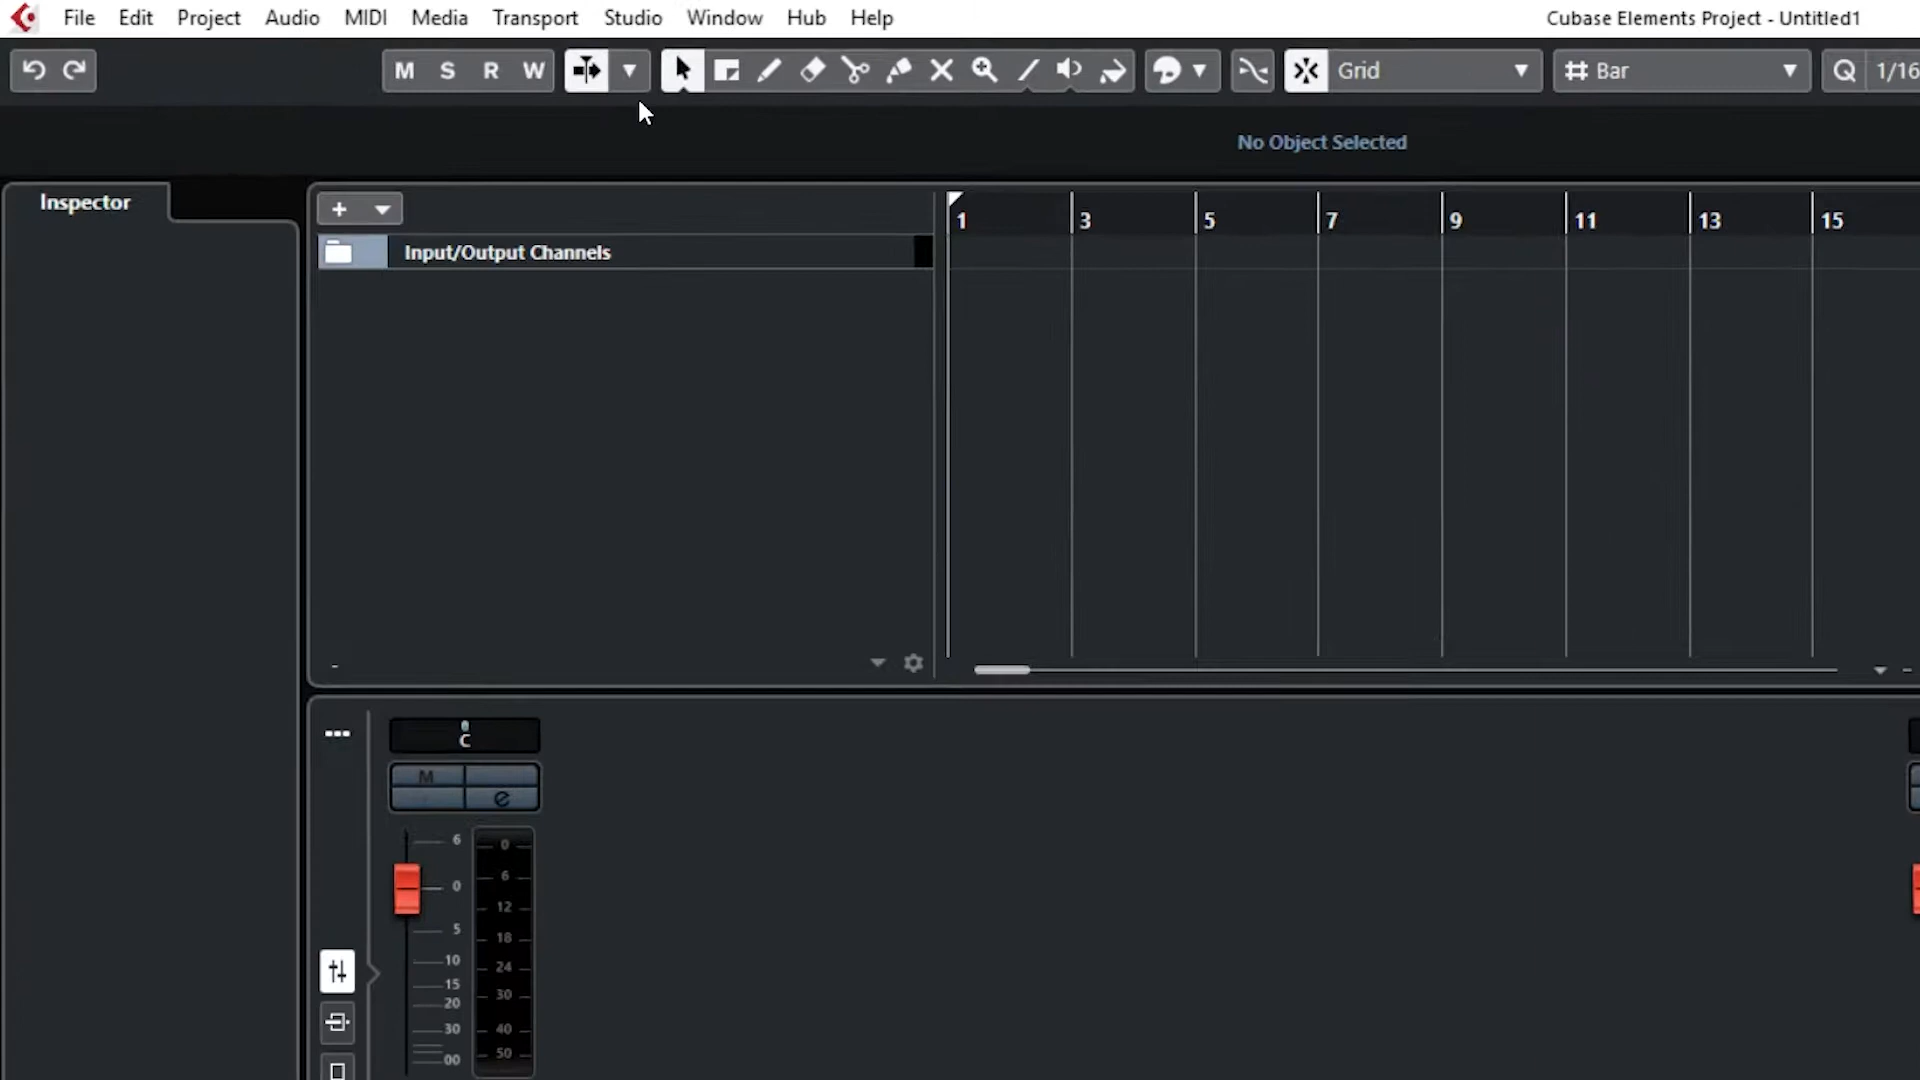 File Edit Project Audio MIDI Media Transport Studio Window Hub Help
Cubase Elements Project - Untitled1
M S R W
Grid
Bar
Q 1/16
No Object Selected
Inspector
+
1 3 5 7 9 11 13 15
Input/Output Channels
-
C
M
e
6
0
5
10
15
20
30
00
0
6
12
18
24
30
40
50